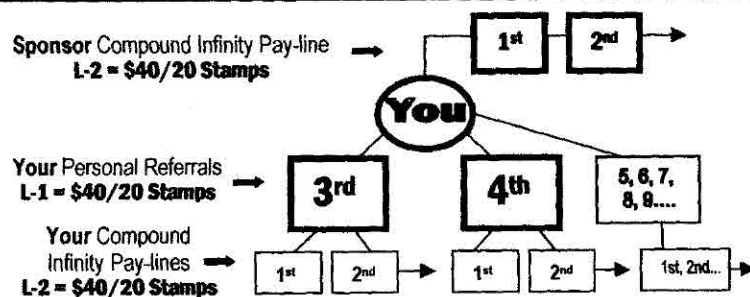 Sponsor Compound Infinity Pay-line
L-2 = $40/20 Stamps
1st
2nd
You
Your Personal Referrals
L-1 = $40/20 Stamps
3rd
4th
5, 6, 7,
8, 9....
Your Compound
Infinity Pay-lines
L-2 = $40/20 Stamps
1st
2nd
1st
2nd
1st, 2nd...